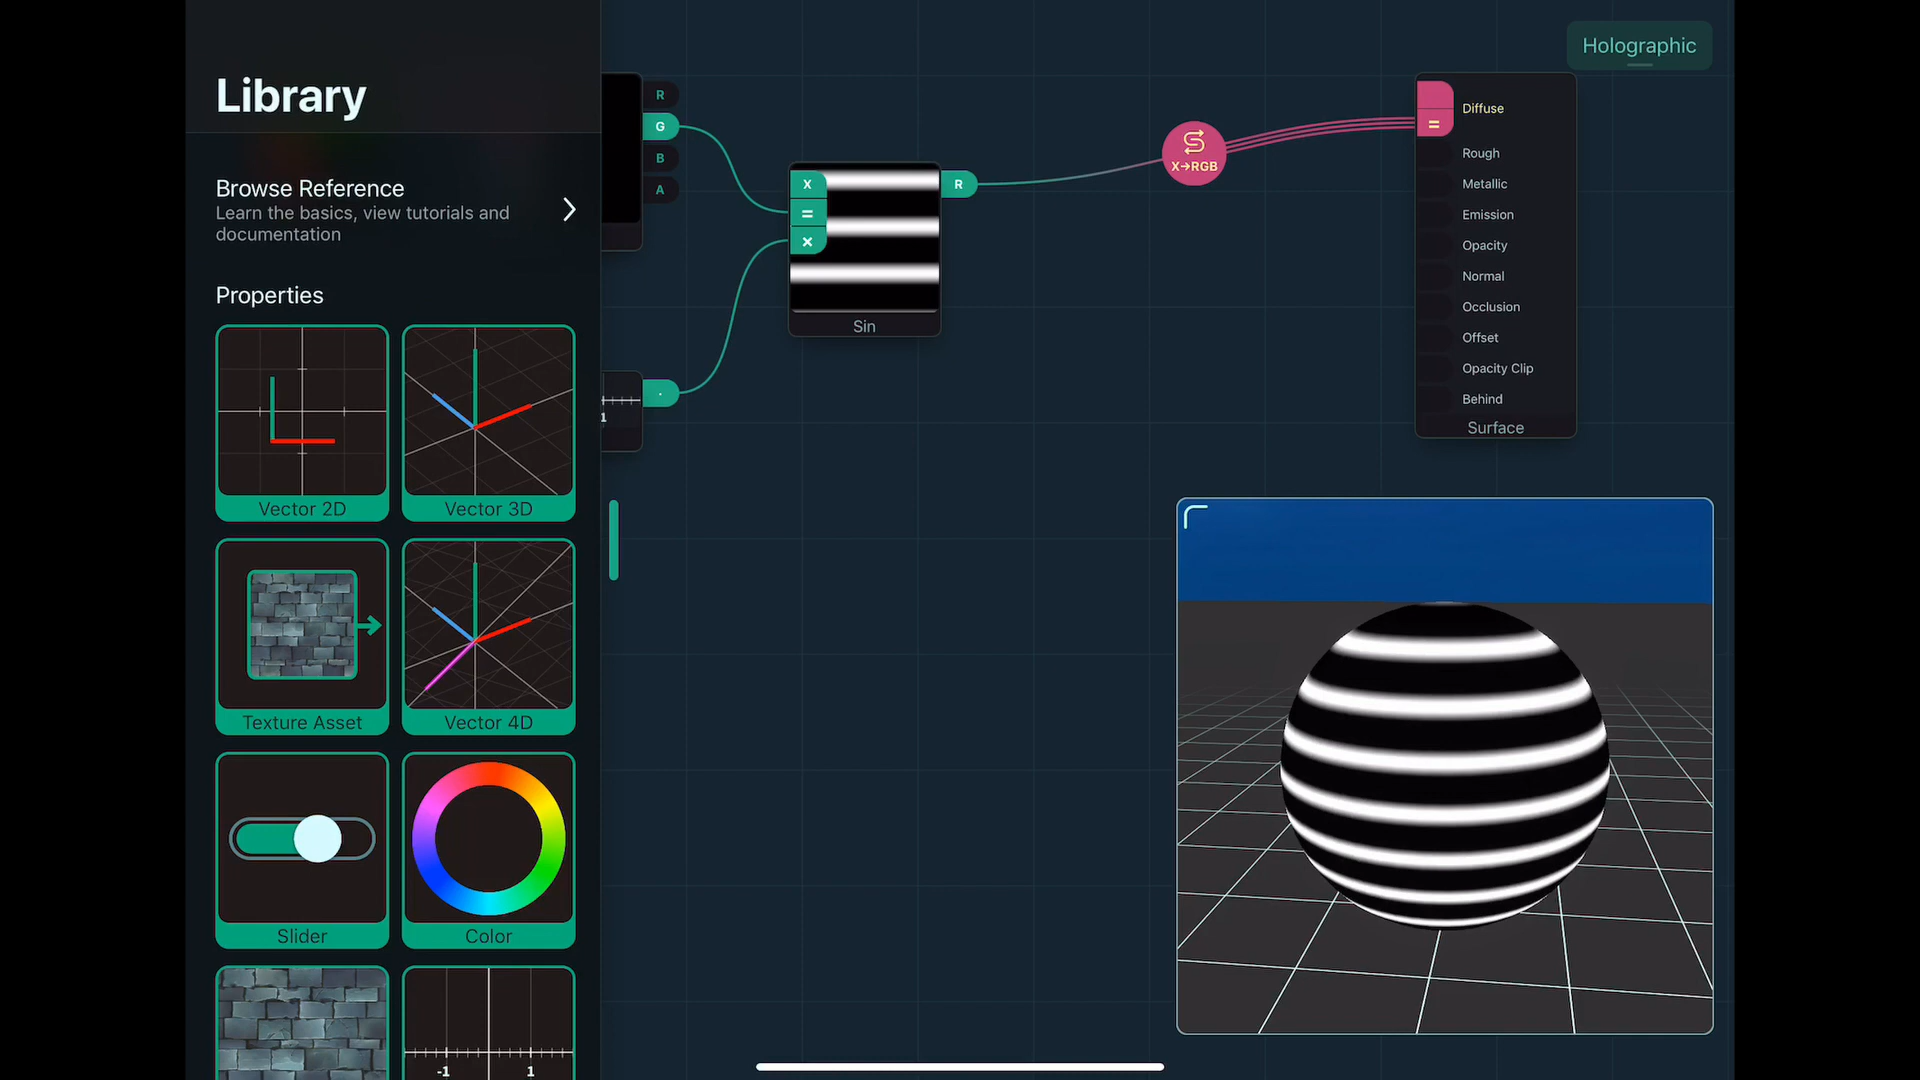 Library
Browse Reference
Learn the basics, view tutorials and
documentation
Properties
Vector 2D
Vector 3D
Texture Asset
Vector 4D
Slider
Color
-1
1
R
G
B
A
1
X
=
×
R
Sin
X→RGB
Holographic
=
Diffuse
Rough
Metallic
Emission
Opacity
Normal
Occlusion
Offset
Opacity Clip
Behind
Surface